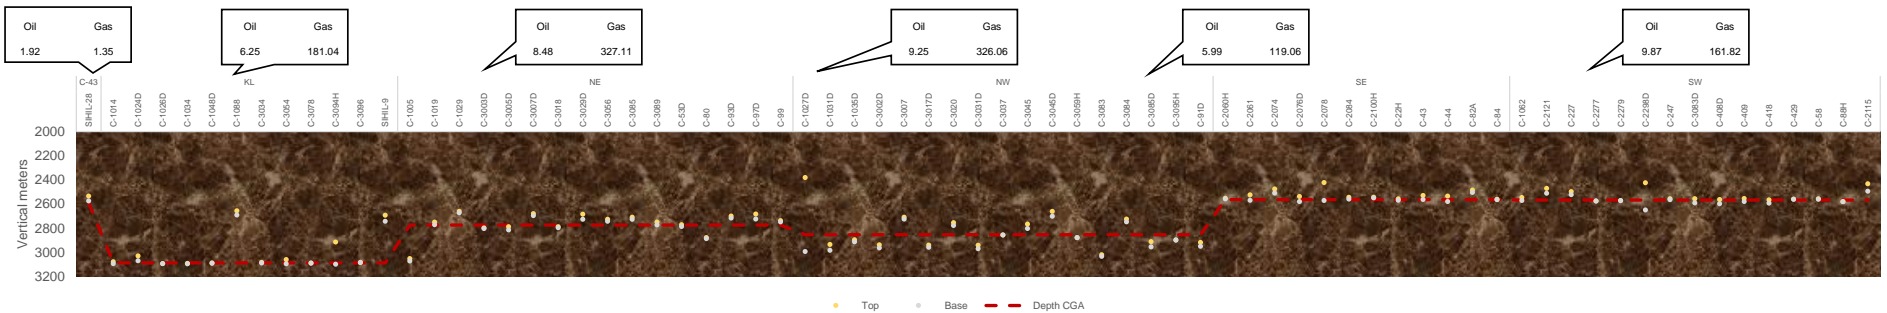 Oil Gas
1.92 1.35
Oil Gas
6.25 181.04
Oil Gas
8.48 327.11
Oil Gas
9.25 326.06
Oil Gas
5.99 119.06
Oil Gas
9.87 161.82
C-43 KL NE NW SE SW
SIHIL-28 C-1014 C-1024D C-1026D C-1034 C-1048D C-1088 C-3034 C-3054 C-3078 C-3094H C-3096 SIHIL-9 C-1005 C-1019 C-1029 C-3003D C-3005D C-3007D C-3018 C-3029D C-3056 C-3085 C-3089 C-53D C-80 C-93D C-97D C-99 C-1027D C-1031D C-1035D C-3002D C-3007 C-3017D C-3020 C-3031D C-3037 C-3045 C-3045D C-3059H C-3083 C-3084 C-3085D C-3095H C-91D C-2060H C-2061 C-2074 C-2076D C-2078 C-2084 C-2100H C-22H C-43 C-44 C-82A C-84 C-1062 C-2121 C-227 C-2277 C-2279 C-2298D C-247 C-3083D C-408D C-409 C-418 C-429 C-58 C-88H C-2115
Vertical meters
2000
2200
2400
2600
2800
3000
3200
Top Base Depth CGA